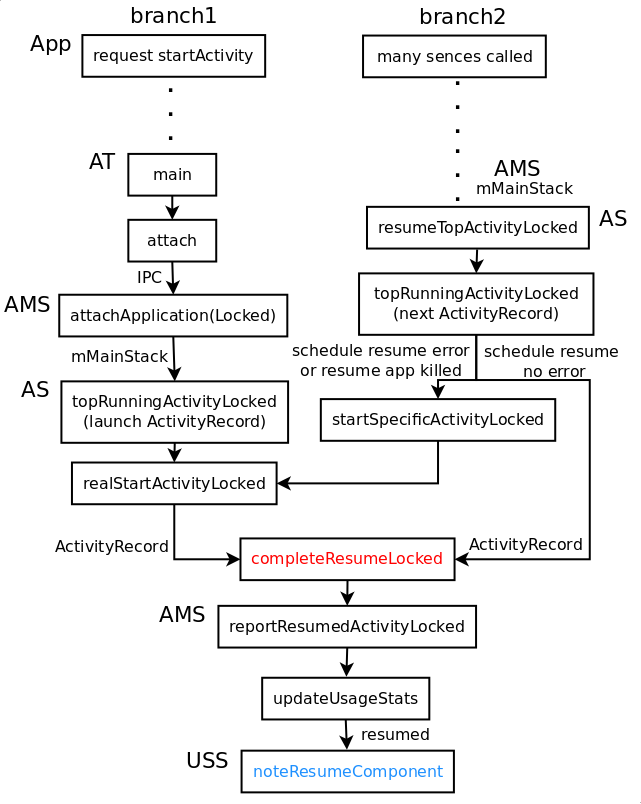 branch1
branch2
App
request startActivity
many sences called
AT
main
AMS
mMainStack
AS
resumeTopActivityLocked
attach
IPC
topRunningActivityLocked
(next ActivityRecord)
AMS
attachApplication(Locked)
mMainStack
schedule resume error
or resume app killed
schedule resume
no error
AS
topRunningActivityLocked
(launch ActivityRecord)
startSpecificActivityLocked
realStartActivityLocked
ActivityRecord
ActivityRecord
completeResumeLocked
AMS
reportResumedActivityLocked
updateUsageStats
resumed
USS
noteResumeComponent